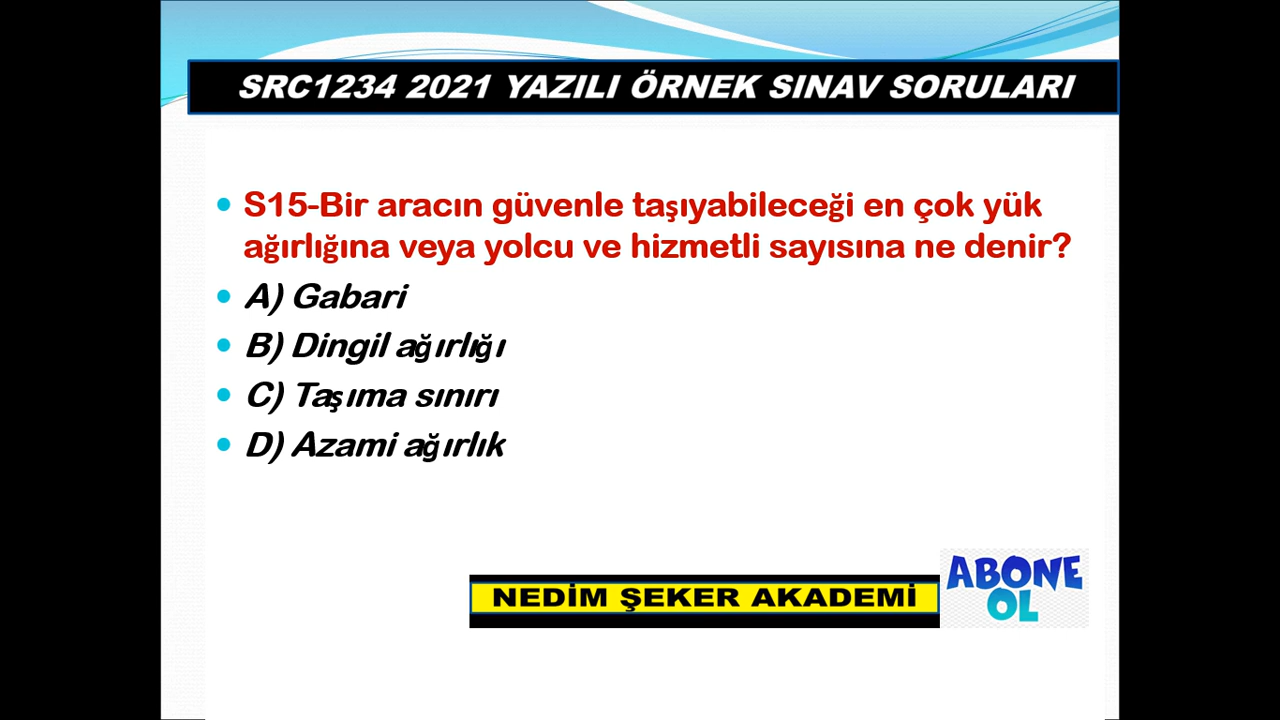 SRC1234 2021 YAZILI ÖRNEK SINAV SORULARI
S15-Bir aracın güvenle taşıyabileceği en çok yük
ağırlığına veya yolcu ve hizmetli sayısına ne denir?
A) Gabari
B) Dingil ağırlığı
C) Taşıma sınırı
D) Azami ağırlık
NEDİM ŞEKER AKADEMİ
ABONE
OL